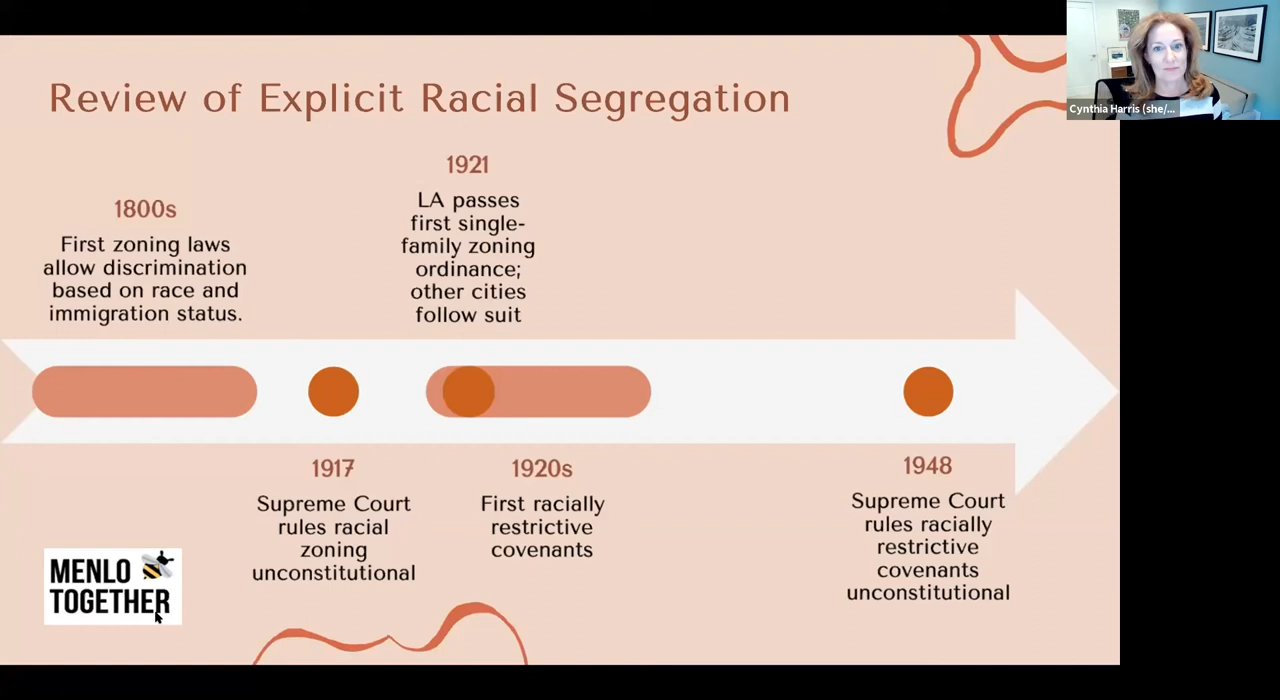 Review of Explicit Racial Segregation
Cynthia Harris (she/...
1800s
First zoning laws
allow discrimination
based on race and
immigration status.
1921
LA passes
first single-
family zoning
ordinance;
other cities
follow suit
1917
Supreme Court
rules racial
zoning
unconstitutional
1920s
First racially
restrictive
covenants
1948
Supreme Court
rules racially
restrictive
covenants
unconstitutional
MENLO
TOGETHER